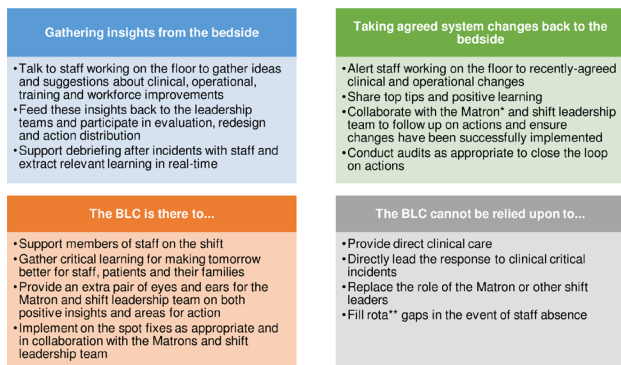 Gathering insights from the bedside
•Talk to staff working on the floor to gather ideas
and suggestions about clinical, operational,
training and workforce improvements
•Feed these insights back to the leadership
teams and participate in evaluation, redesign
and action distribution
•Support debriefing after incidents with staff and
extract relevant learning in real-time
Taking agreed system changes back to the
bedside
•Alert staff working on the floor to recently-agreed
clinical and operational changes
•Share top tips and positive learning
•Collaborate with the Matron* and shift leadership
team to follow up on actions and ensure
changes have been successfully implemented
•Conduct audits as appropriate to close the loop
on actions
The BLC is there to...
•Support members of staff on the shift
•Gather critical learning for making tomorrow
better for staff, patients and their families
•Provide an extra pair of eyes and ears for the
Matron and shift leadership team on both
positive insights and areas for action
•Implement on the spot fixes as appropriate and
in collaboration with the Matrons and shift
leadership team
The BLC cannot be relied upon to...
•Provide direct clinical care
•Directly lead the response to clinical critical
incidents
•Replace the role of the Matron or other shift
leaders
•Fill rota** gaps in the event of staff absence